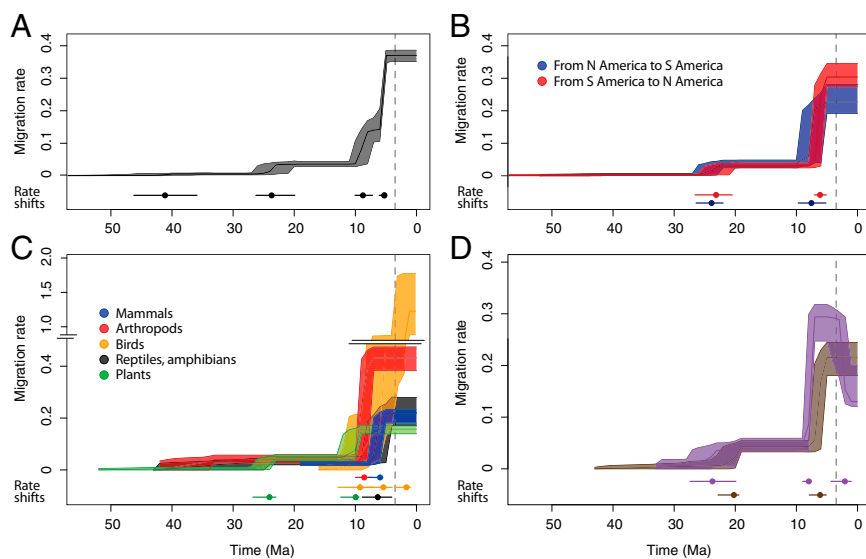 A
Migration rate
0.4
0.3
0.2
0.1
0
Rate
shifts
50 40 30 20 10 0
B
Migration rate
0.4
0.3
0.2
0.1
0
From N America to S America
From S America to N America
Rate
shifts
50 40 30 20 10 0
C
Migration rate
2.0
1.5
1.0
0.4
0.2
0
Mammals
Arthropods
Birds
Reptiles, amphibians
Plants
Rate
shifts
50 40 30 20 10 0
Time (Ma)
D
Migration rate
0.4
0.3
0.2
0.1
0
Rate
shifts
50 40 30 20 10 0
Time (Ma)